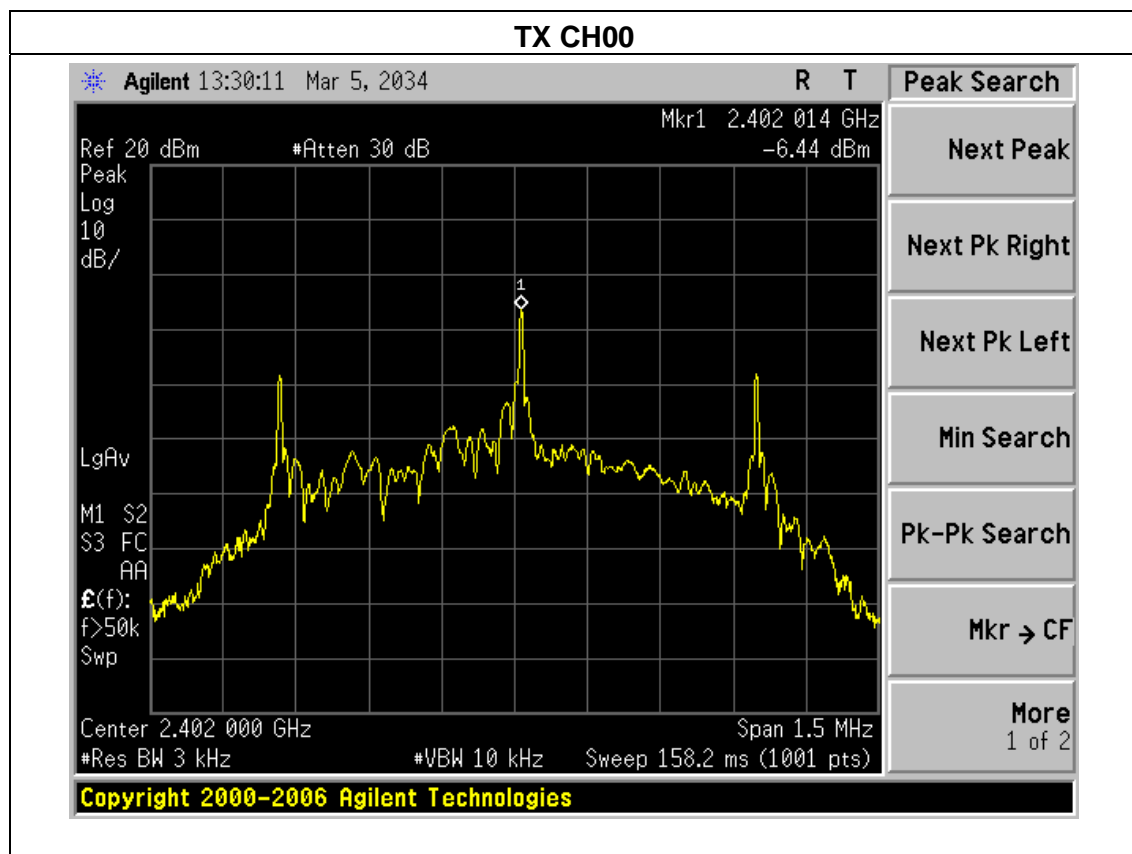 TX CH00
Agilent 13:30:11 Mar 5, 2034 R T
Peak Search
Mkr1 2.402 014 GHz
Ref 20 dBm #Atten 30 dB -6.44 dBm
Peak
Log
10
dB/
1
LgAv
M1 S2
S3 FC
AA
£(f):
f>50k
Swp
Center 2.402 000 GHz Span 1.5 MHz
#Res BW 3 kHz #VBW 10 kHz Sweep 158.2 ms (1001 pts)
Copyright 2000-2006 Agilent Technologies
Next Peak
Next Pk Right
Next Pk Left
Min Search
Pk-Pk Search
Mkr → CF
More
1 of 2